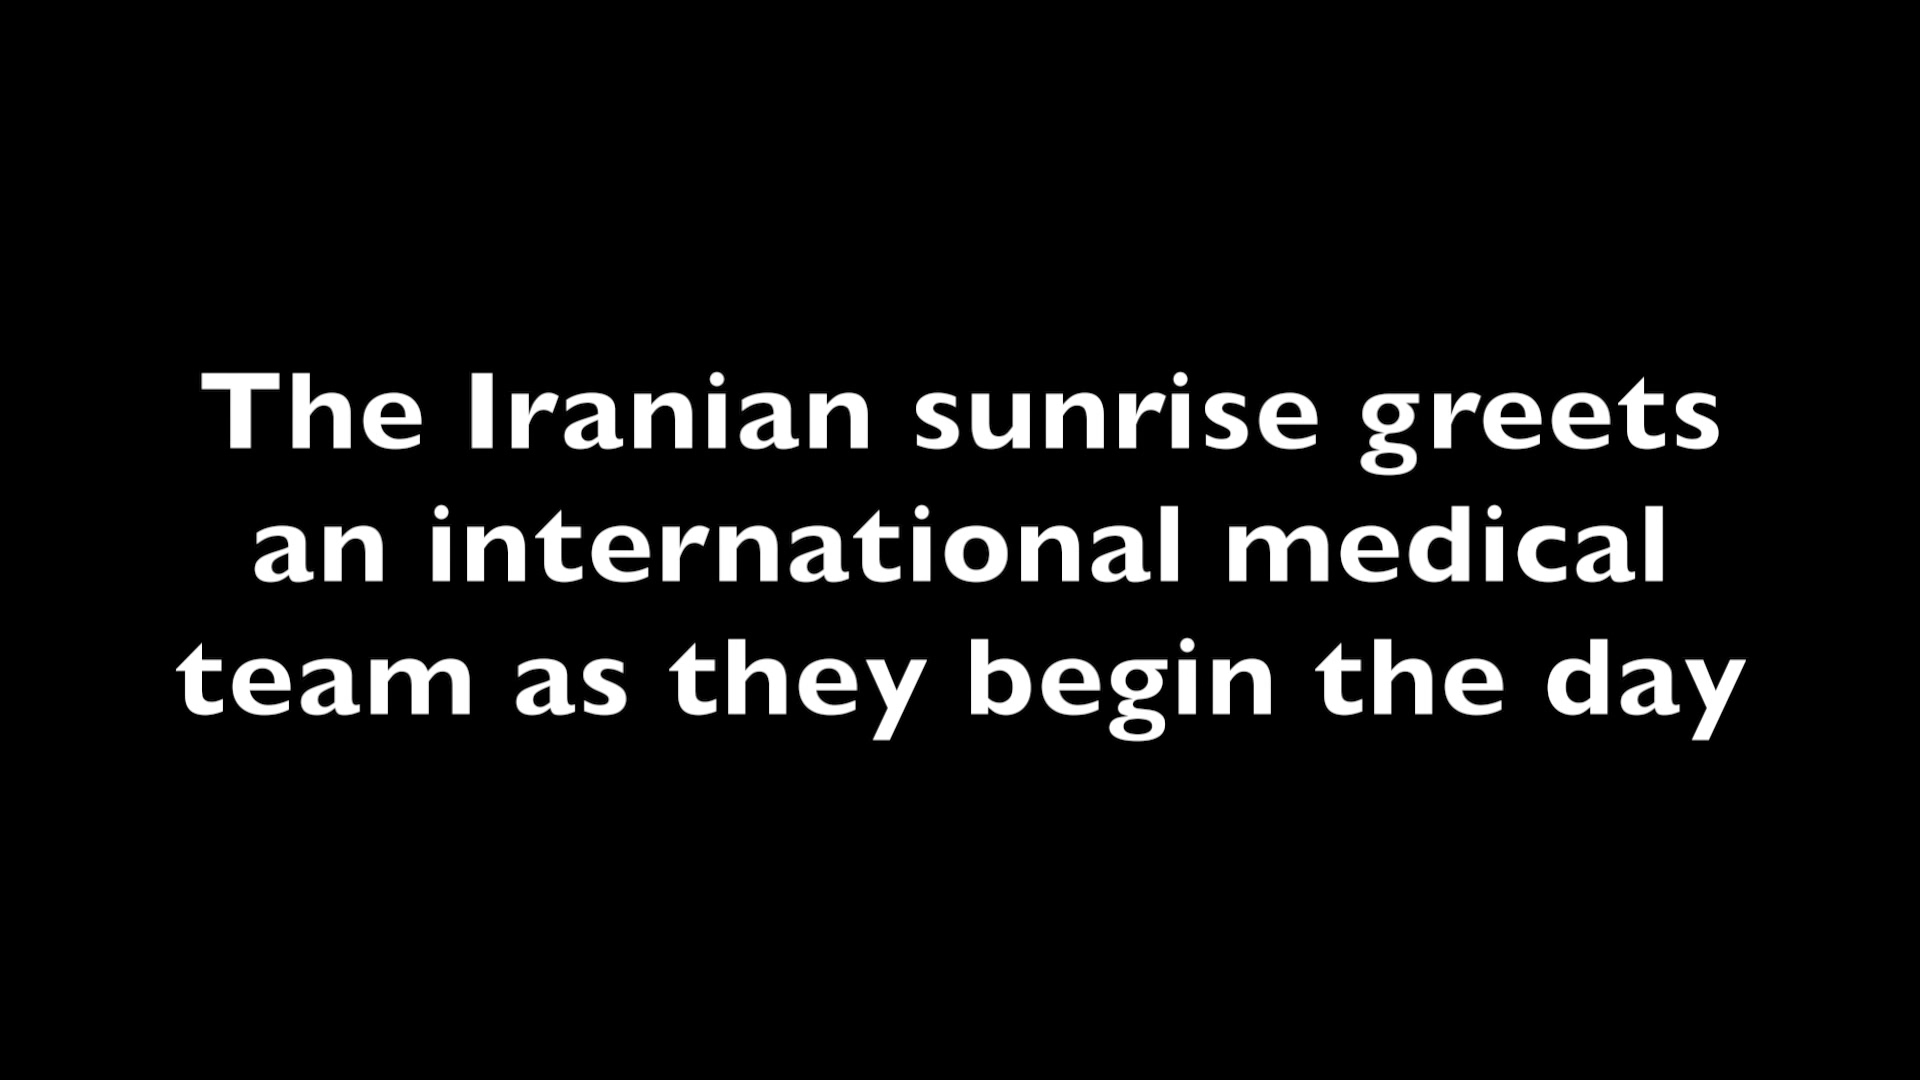 The Iranian sunrise greets
an international medical
team as they begin the day